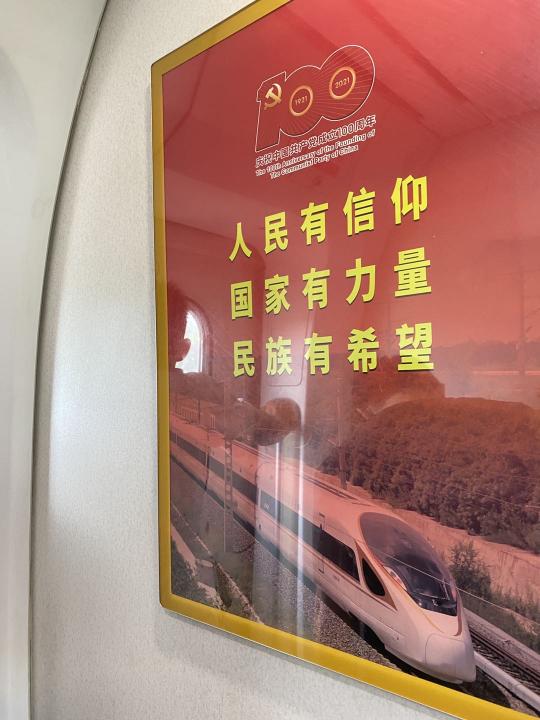 100
1921
2021
庆祝中国共产党成立100周年
The 100th Anniversary of the Founding of
The Communist Party of China
人民有信仰
国家有力量
民族有希望